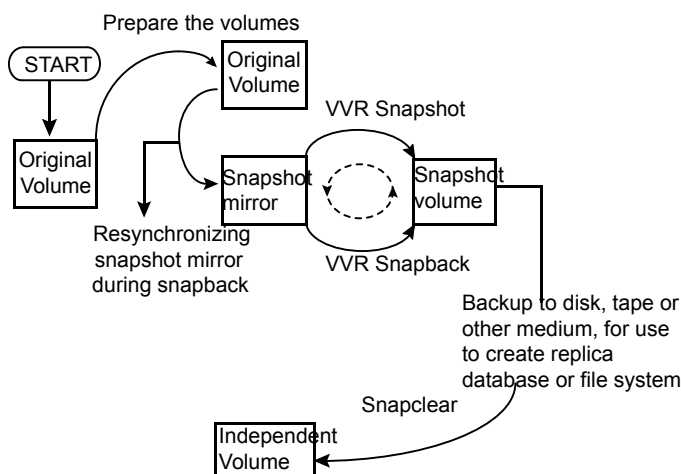 Prepare the volumes
START
Original
Volume
Original
Volume
VVR Snapshot
Snapshot
mirror
Snapshot
volume
Resynchronizing
snapshot mirror
during snapback
VVR Snapback
Backup to disk, tape or
other medium, for use
to create replica
database or file system
Snapclear
Independent
Volume